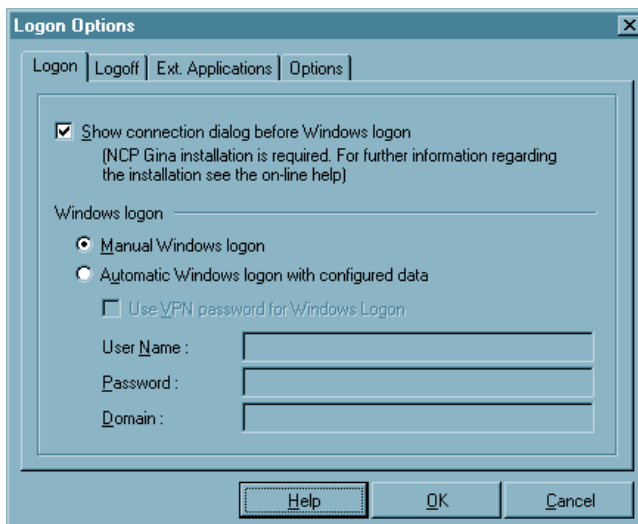 Logon Options
Logon Logoff Ext. Applications Options
Show connection dialog before Windows logon
(NCP Gina installation is required. For further information regarding
the installation see the on-line help)
Windows logon
Manual Windows logon
Automatic Windows logon with configured data
Use VPN password for Windows Logon
User Name :
Password :
Domain :
Help OK Cancel